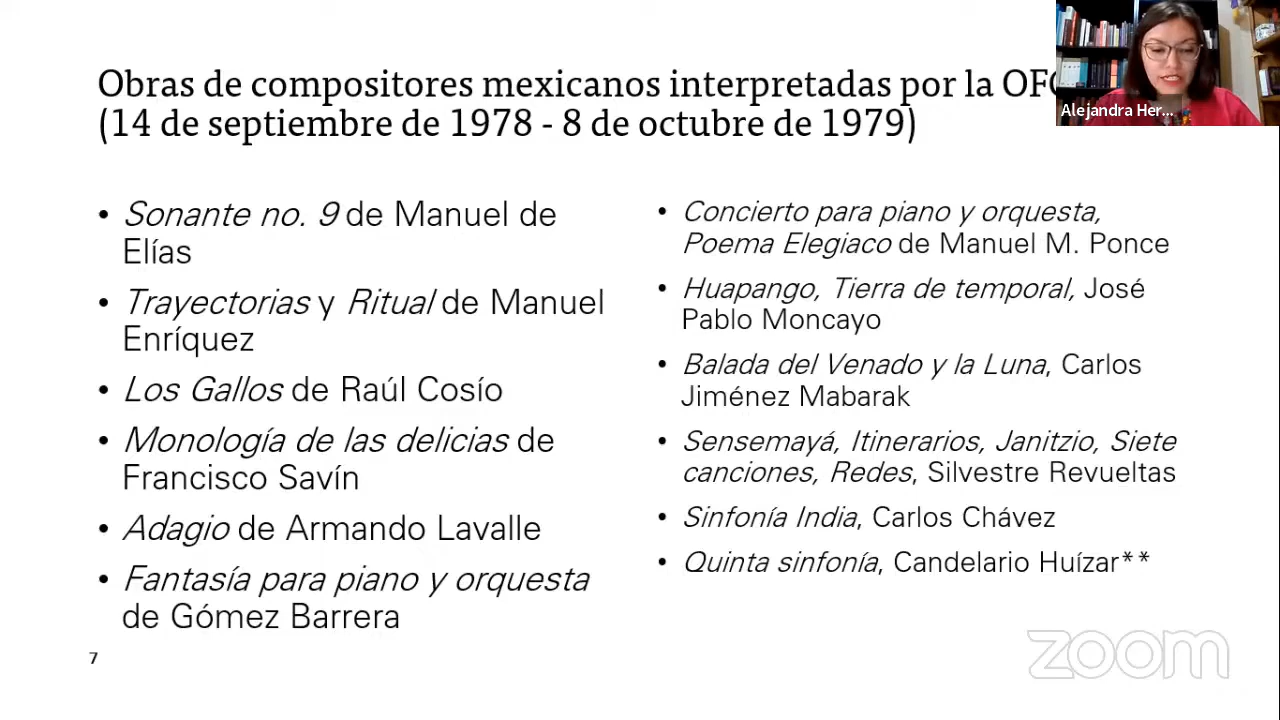 Obras de compositores mexicanos interpretadas por la OFC
(14 de septiembre de 1978 - 8 de octubre de 1979)
Alejandra Her...
• Sonante no. 9 de Manuel de
Elías
• Trayectorias y Ritual de Manuel
Enríquez
• Los Gallos de Raúl Cosío
• Monología de las delicias de
Francisco Savín
• Adagio de Armando Lavalle
• Fantasía para piano y orquesta
de Gómez Barrera
• Concierto para piano y orquesta,
Poema Elegiaco de Manuel M. Ponce
• Huapango, Tierra de temporal, José
Pablo Moncayo
• Balada del Venado y la Luna, Carlos
Jiménez Mabarak
• Sensemayá, Itinerarios, Janitzio, Siete
canciones, Redes, Silvestre Revueltas
• Sinfonía India, Carlos Chávez
• Quinta sinfonía, Candelario Huízar**
7
zoom